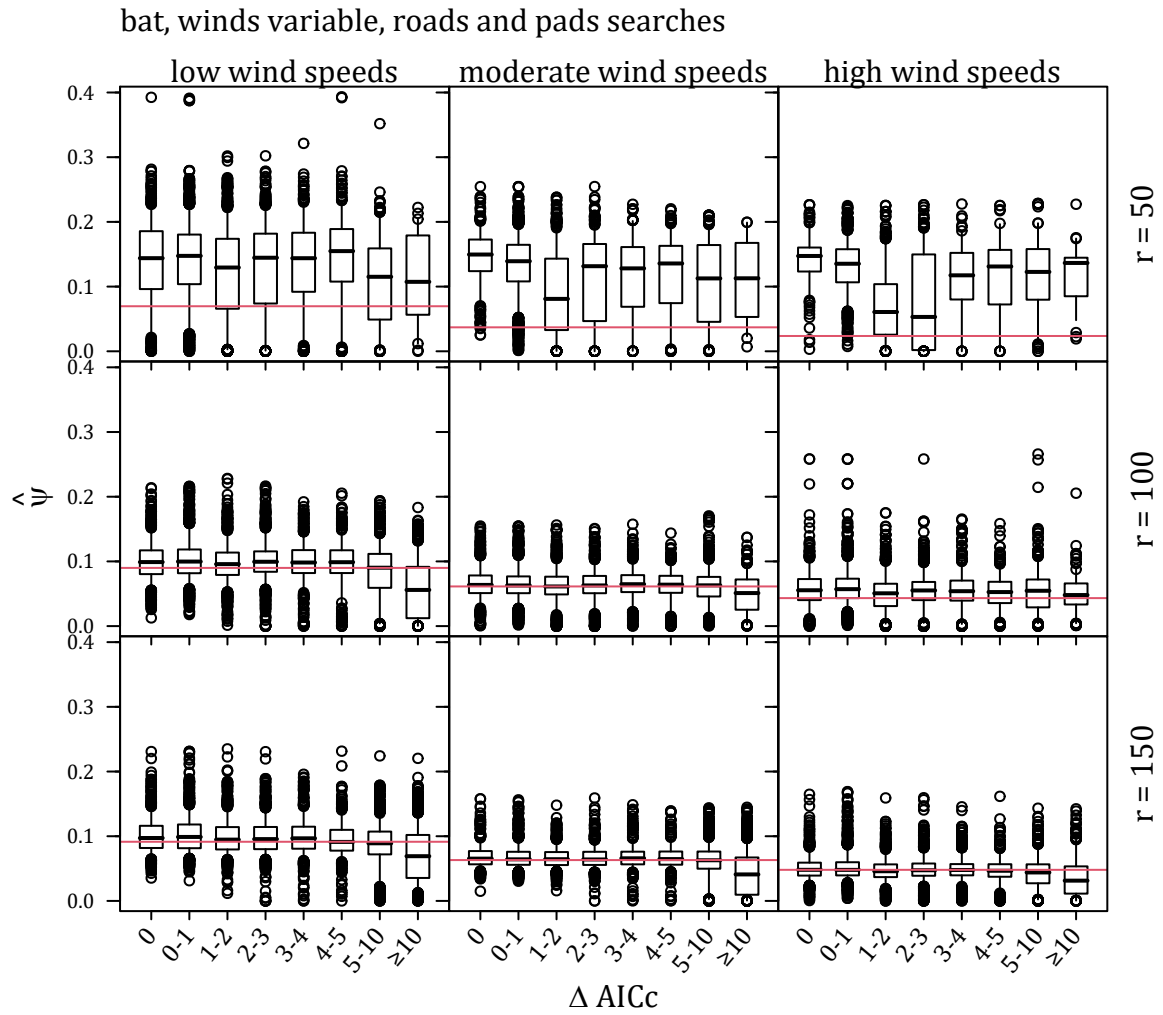 bat, winds variable, roads and pads searches
low wind speeds moderate wind speeds high wind speeds
0.4
0.3
0.2
0.1
0.0
r = 50
0.4
0.3
0.2
0.1
0.0
r = 100
0.4
0.3
0.2
0.1
0.0
r = 150
ψ̂
0 0-1 1-2 2-3 3-4 4-5 5-10 ≥10 0 0-1 1-2 2-3 3-4 4-5 5-10 ≥10 0 0-1 1-2 2-3 3-4 4-5 5-10 ≥10
Δ AICc